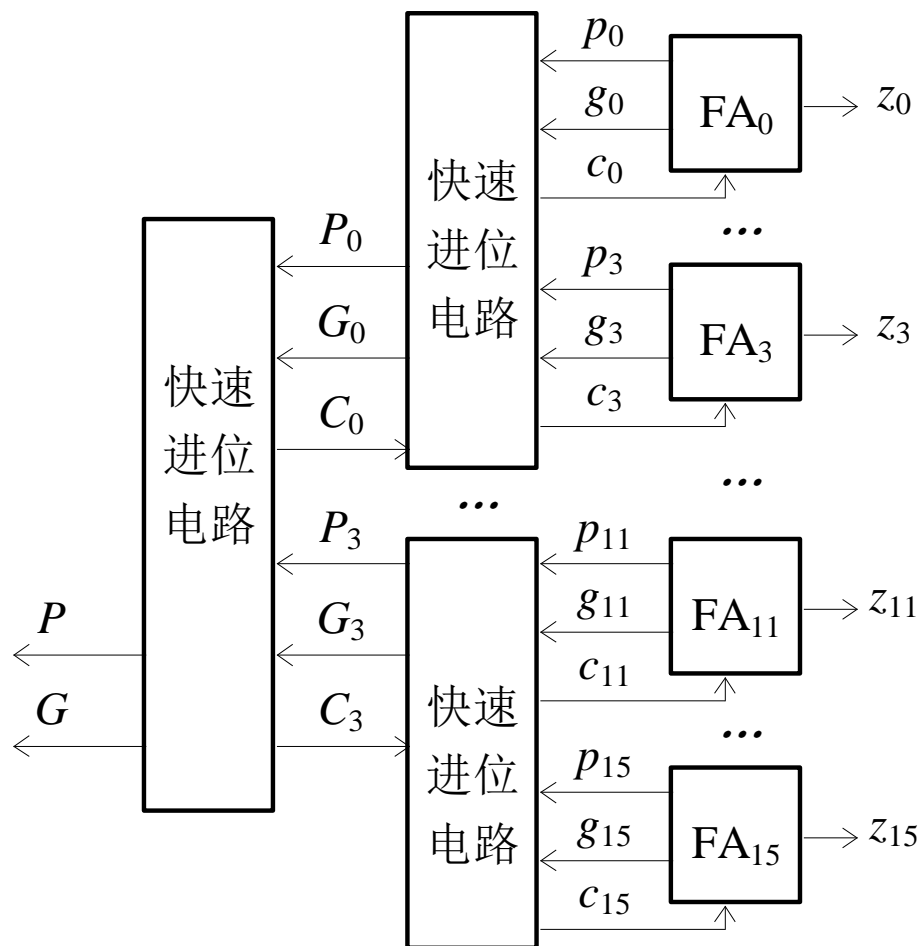 p₀
g₀
c₀
FA₀
z₀
...
快速
进位
电路
p₃
g₃
c₃
FA₃
z₃
P₀
G₀
C₀
快速
进位
电路
...
...
P₃
G₃
C₃
P
G
p₁₁
g₁₁
c₁₁
FA₁₁
z₁₁
...
快速
进位
电路
p₁₅
g₁₅
c₁₅
FA₁₅
z₁₅